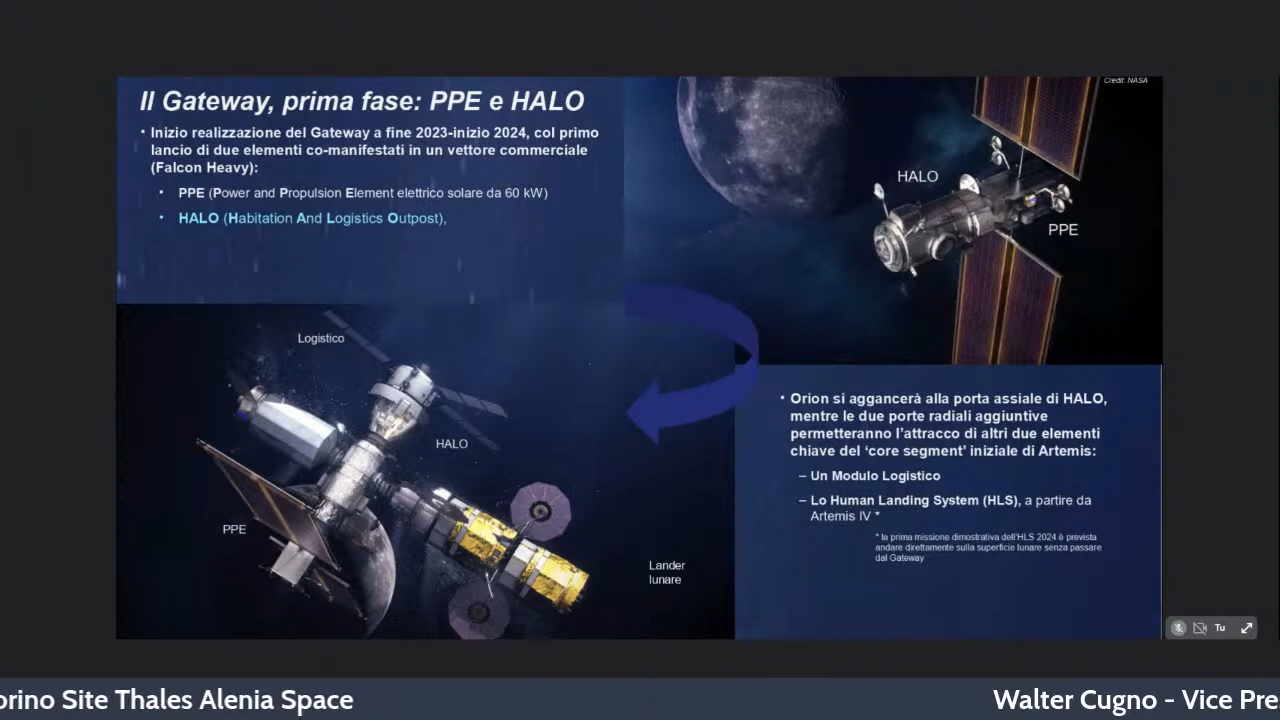 Il Gateway, prima fase: PPE e HALO
• Inizio realizzazione del Gateway a fine 2023-inizio 2024, col primo
lancio di due elementi co-manifestati in un vettore commerciale
(Falcon Heavy):
• PPE (Power and Propulsion Element elettrico solare da 60 kW)
• HALO (Habitation And Logistics Outpost),
Credit: NASA
HALO
PPE
Logistico
HALO
PPE
Lander
lunare
• Orion si aggancerà alla porta assiale di HALO,
mentre le due porte radiali aggiuntive
permetteranno l'attracco di altri due elementi
chiave del 'core segment' iniziale di Artemis:
– Un Modulo Logistico
– Lo Human Landing System (HLS), a partire da
Artemis IV *
* la prima missione dimostrativa dell'HLS 2024 è prevista
andare direttamente sulla superficie lunare senza passare
dal Gateway
Tu
orino Site Thales Alenia Space
Walter Cugno - Vice Pre